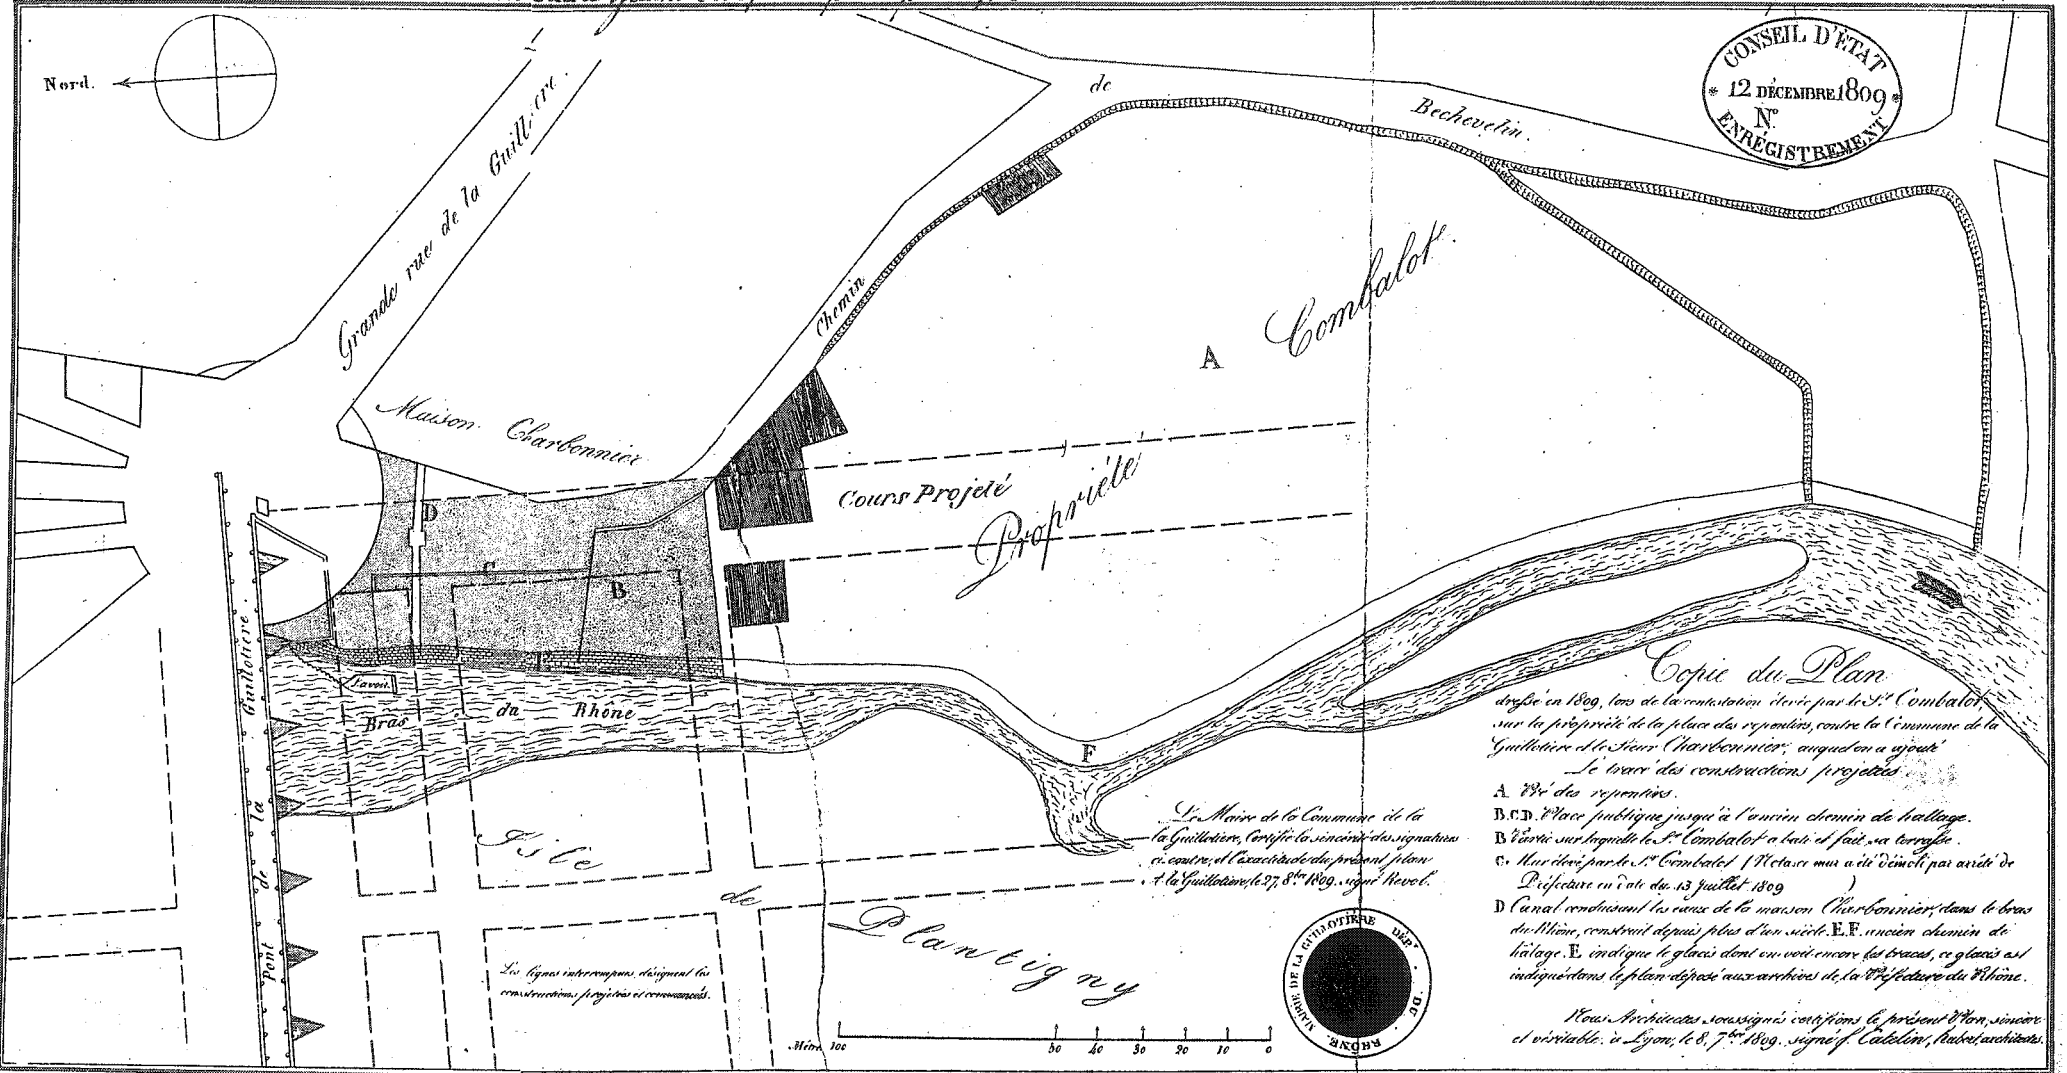 Nord.
Grande rue de la Guillotière.
Chemin
de
Bechevelin.
CONSEIL D'ÉTAT
* 12 DÉCEMBRE 1809 *
N°
ENRÉGISTREMENT
Combalot.
A
Maison Charbonnier
Cours Projeté
Propriété
D
C
B
E
F
Lavoir
Bras du Rhône
Pont de la Guillotière.
Isle
de
Plantigny
Les lignes interrompues, désignent les
constructions projetées et commencés.
Le Maire de la Commune de la
la Guillotière, Certifie la sincérité des signatures
ci contre, et l'exactitude du présent plan
A la Guillotière, le 27, 8.bre 1809. signé Revol.
Mètre 100 50 40 30 20 10 0
MAIRIE DE LA GUILLOTIÈRE DÉP.T DU RHÔNE.
Copie du Plan
dressé en 1809, lors de la contestation élevée par le S.r Combalot
sur la propriété de la place des repentirs, contre la Commune de la
Guillotière et le Sieur Charbonnier, auquel on a ajouté
Le tracé des constructions projetées
A Pré des repentirs.
B.C.D. Place publique jusqu'à l'ancien chemin de hallage.
B Partie sur laquelle le S.r Combalot a bati et fait sa terrasse.
C. Mur élevé par le S.r Combalot (Nota: ce mur a été démoli par arrêté de
Préfecture en date du 13 Juillet 1809 )
D Canal conduisant les eaux de la maison Charbonnier, dans le bras
du Rhône, construit depuis plus d'un siècle. E.F. ancien chemin de
halage. E indique le glacis dont on voit encore les traces, ce glacis est
indiqué dans le plan déposé aux archives de la Préfecture du Rhône.
Nous Architectes soussignés certifions le présent Plan, sincère
et véritable. à Lyon, le 8, 7.bre 1809. signé f. Catelin, hubert, architectes.